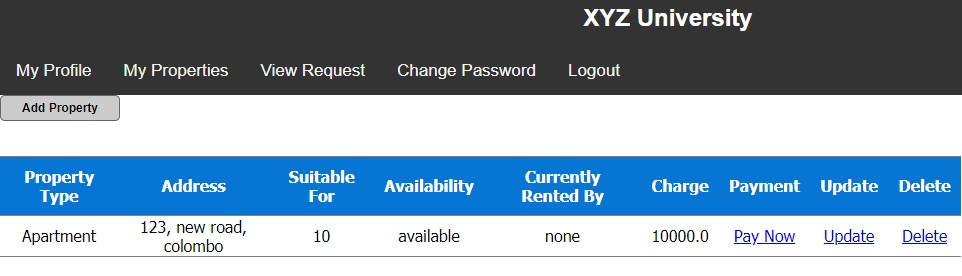 XYZ University
My Profile My Properties View Request Change Password Logout
Add Property
Property Type Address Suitable For Availability Currently Rented By Charge Payment Update Delete
Apartment 123, new road, colombo 10 available none 10000.0 Pay Now Update Delete